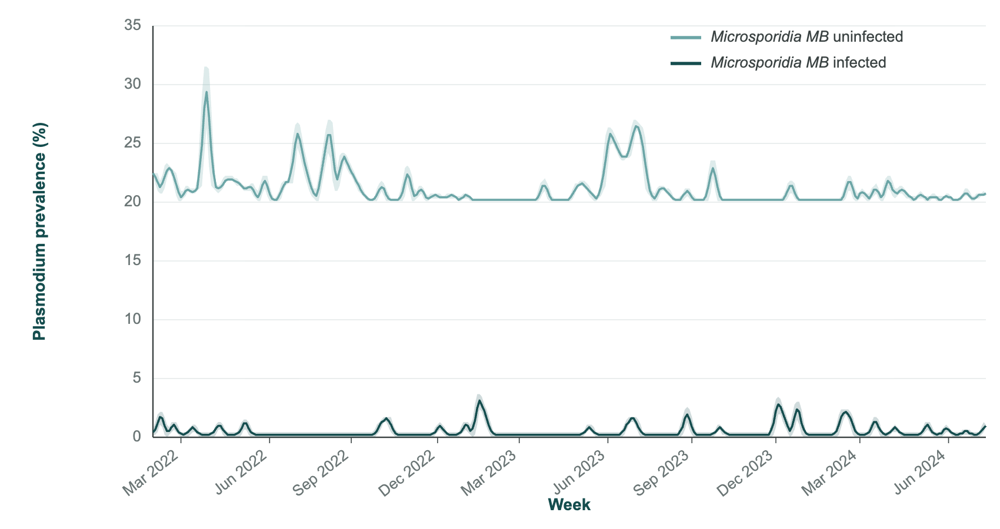 35
Microsporidia MB uninfected
Microsporidia MB infected
30
25
20
15
10
5
0
Plasmodium prevalence (%)
Mar 2022
Jun 2022
Sep 2022
Dec 2022
Mar 2023
Jun 2023
Sep 2023
Dec 2023
Mar 2024
Jun 2024
Week